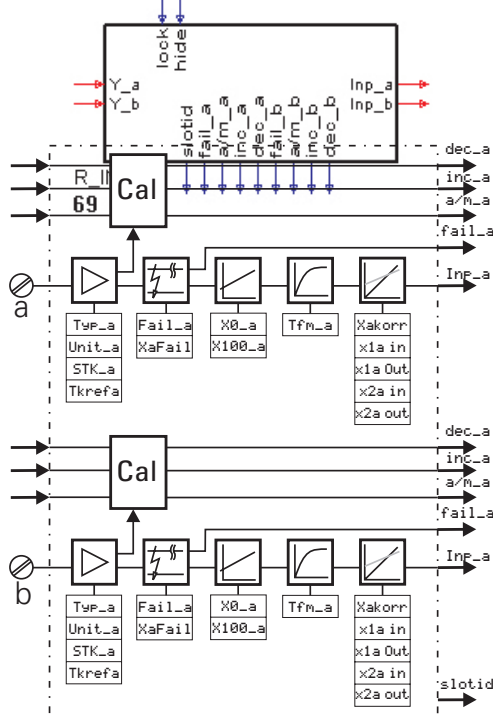 lock
hide
Y_a
Y_b
Inp_a
Inp_b
slotid
fail_a
a/m_a
inc_a
dec_a
fail_b
a/m_b
inc_b
dec_b
dec_a
inc_a
a/m_a
R_IN
69
Cal
fail_a
a
Inp_a
Typ_a
Unit_a
STK_a
Tkrefa
Fail_a
XaFail
X0_a
X100_a
Tfm_a
Xakorr
x1a in
x1a Out
x2a in
x2a out
dec_a
inc_a
a/m_a
Cal
fail_a
b
Inp_a
Typ_a
Unit_a
STK_a
Tkrefa
Fail_a
XaFail
X0_a
X100_a
Tfm_a
Xakorr
x1a in
x1a Out
x2a in
x2a out
slotid